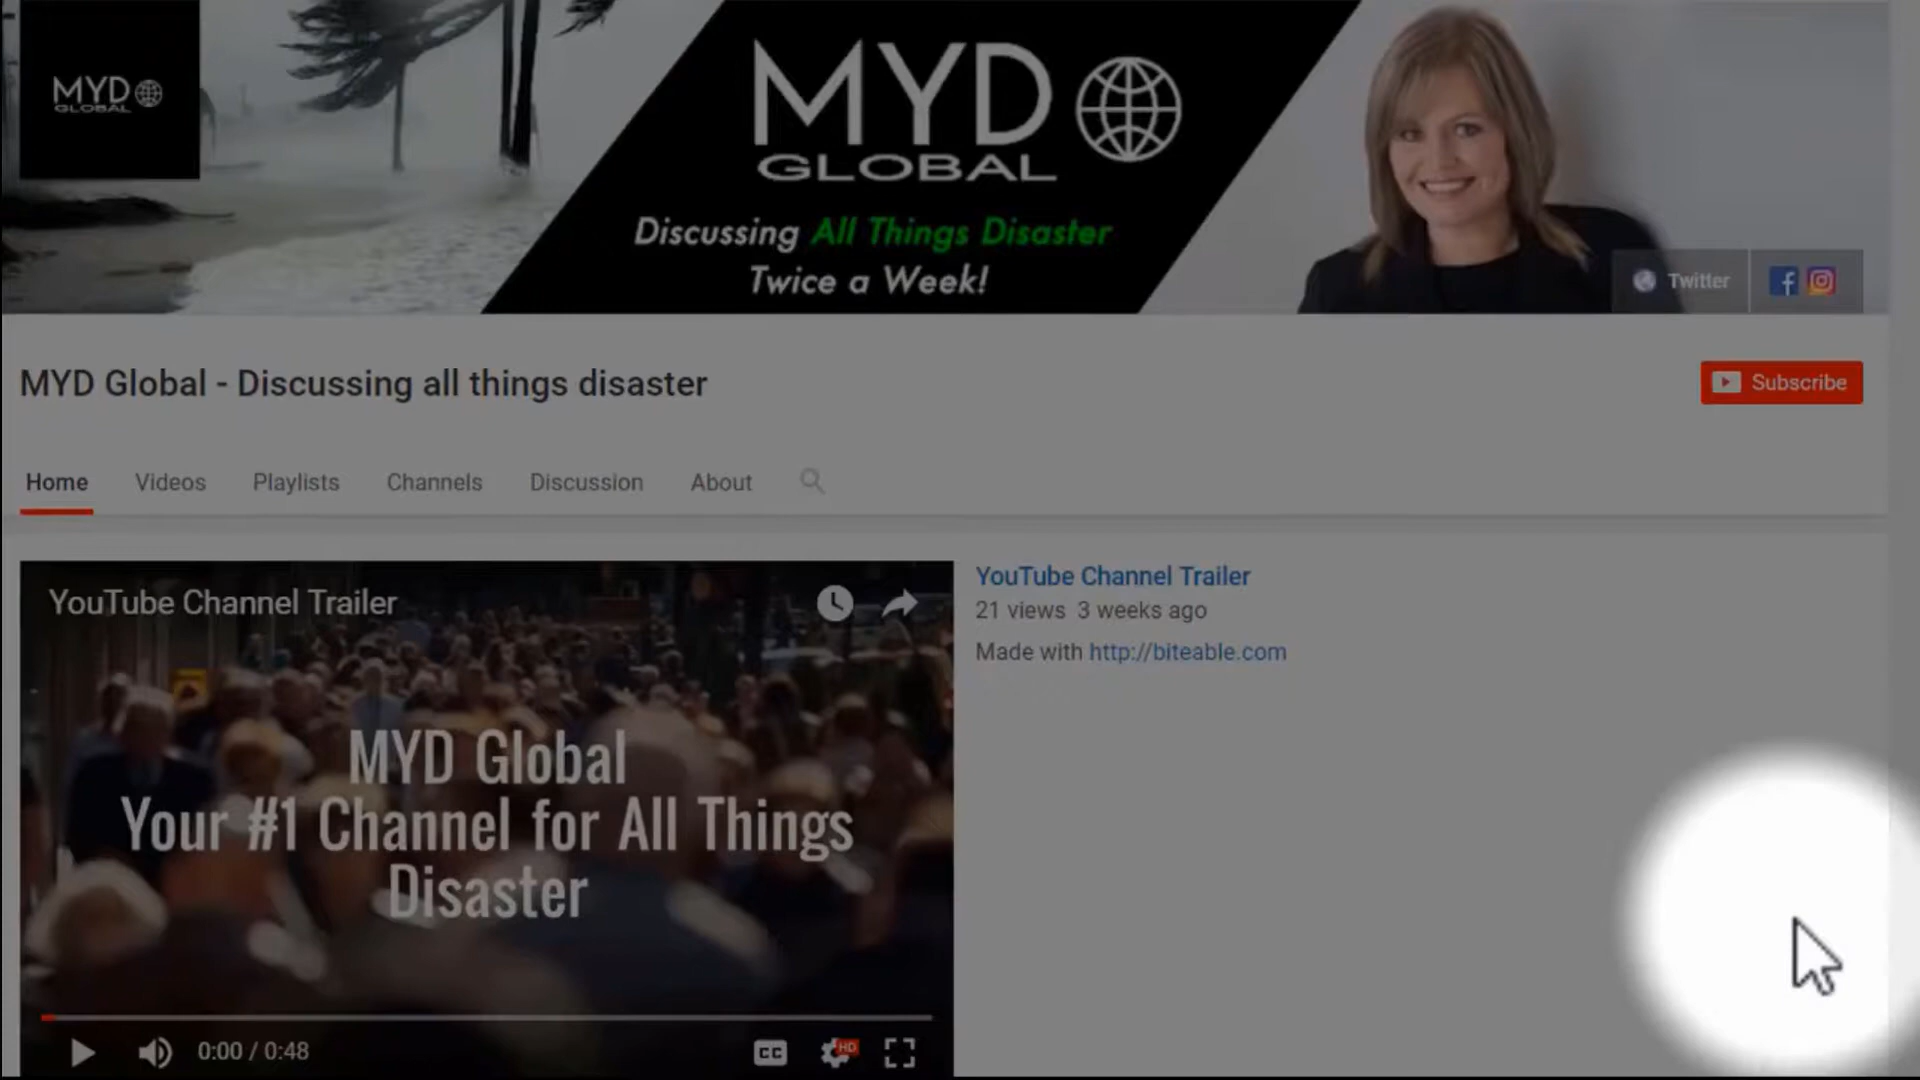 MYD
GLOBAL
MYD
GLOBAL
Discussing All Things Disaster
Twice a Week!
Twitter
MYD Global - Discussing all things disaster
Subscribe
Home Videos Playlists Channels Discussion About
YouTube Channel Trailer
YouTube Channel Trailer
21 views 3 weeks ago
Made with http://biteable.com
MYD Global
Your #1 Channel for All Things
Disaster
0:00 / 0:48
CC
HD